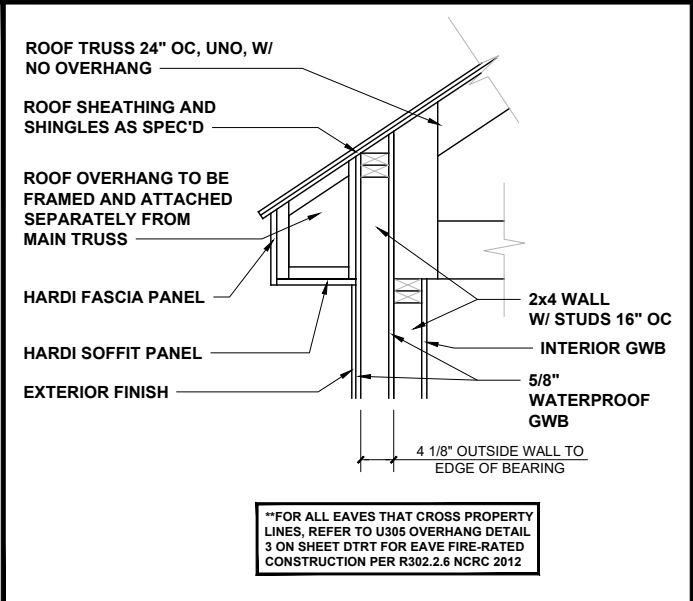 ROOF TRUSS 24" OC, UNO, W/
NO OVERHANG
ROOF SHEATHING AND
SHINGLES AS SPEC'D
ROOF OVERHANG TO BE
FRAMED AND ATTACHED
SEPARATELY FROM
MAIN TRUSS
HARDI FASCIA PANEL
HARDI SOFFIT PANEL
EXTERIOR FINISH
2x4 WALL
W/ STUDS 16" OC
INTERIOR GWB
5/8"
WATERPROOF
GWB
4 1/8" OUTSIDE WALL TO
EDGE OF BEARING
**FOR ALL EAVES THAT CROSS PROPERTY
LINES, REFER TO U305 OVERHANG DETAIL
3 ON SHEET DTRT FOR EAVE FIRE-RATED
CONSTRUCTION PER R302.2.6 NCRC 2012